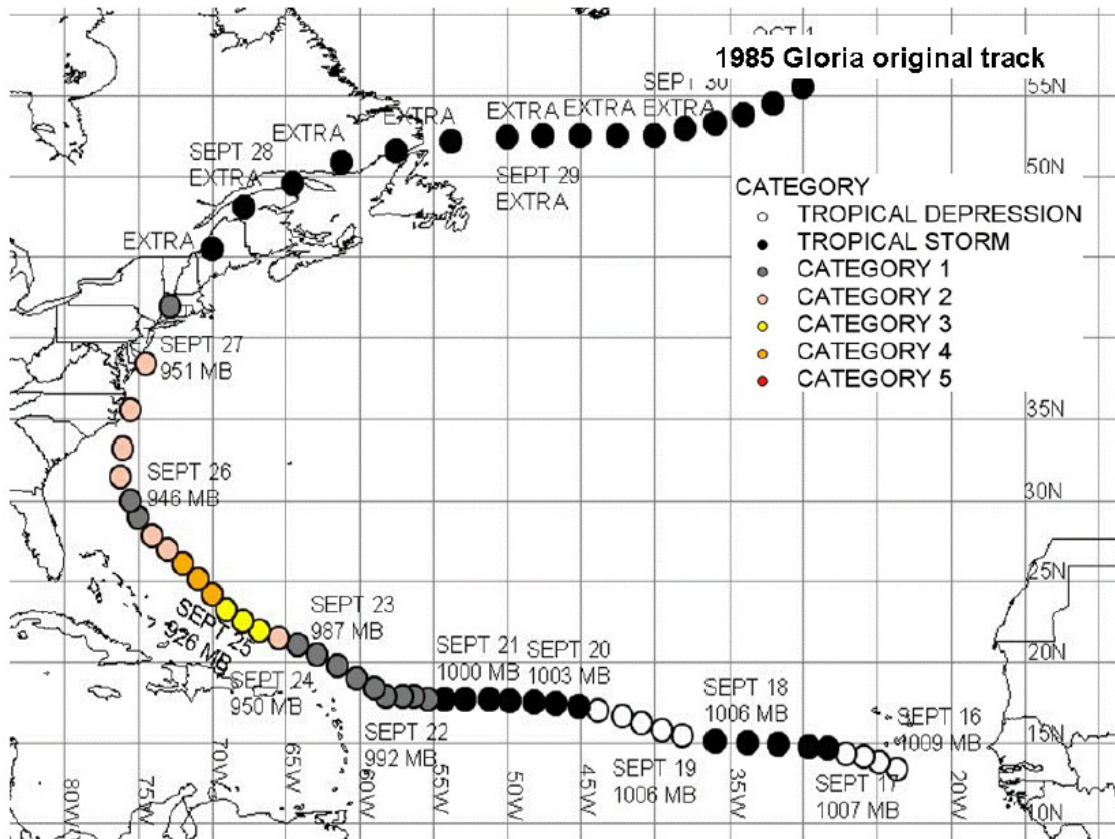 OCT 1
1985 Gloria original track
SEPT 30
55N
EXTRA EXTRA EXTRA
EXTRA
EXTRA
SEPT 28
EXTRA
50N
SEPT 29
EXTRA
CATEGORY
TROPICAL DEPRESSION
TROPICAL STORM
CATEGORY 1
CATEGORY 2
CATEGORY 3
CATEGORY 4
CATEGORY 5
EXTRA
SEPT 27
951 MB
35N
SEPT 26
946 MB
30N
25N
SEPT 25
926 MB
SEPT 23
987 MB
SEPT 24
950 MB
SEPT 21
1000 MB
SEPT 20
1003 MB
20N
SEPT 22
992 MB
SEPT 18
1006 MB
SEPT 16
1009 MB
15N
SEPT 19
1006 MB
SEPT 17
1007 MB
10N
80W
75W
70W
65W
60W
55W
50W
45W
35W
20W